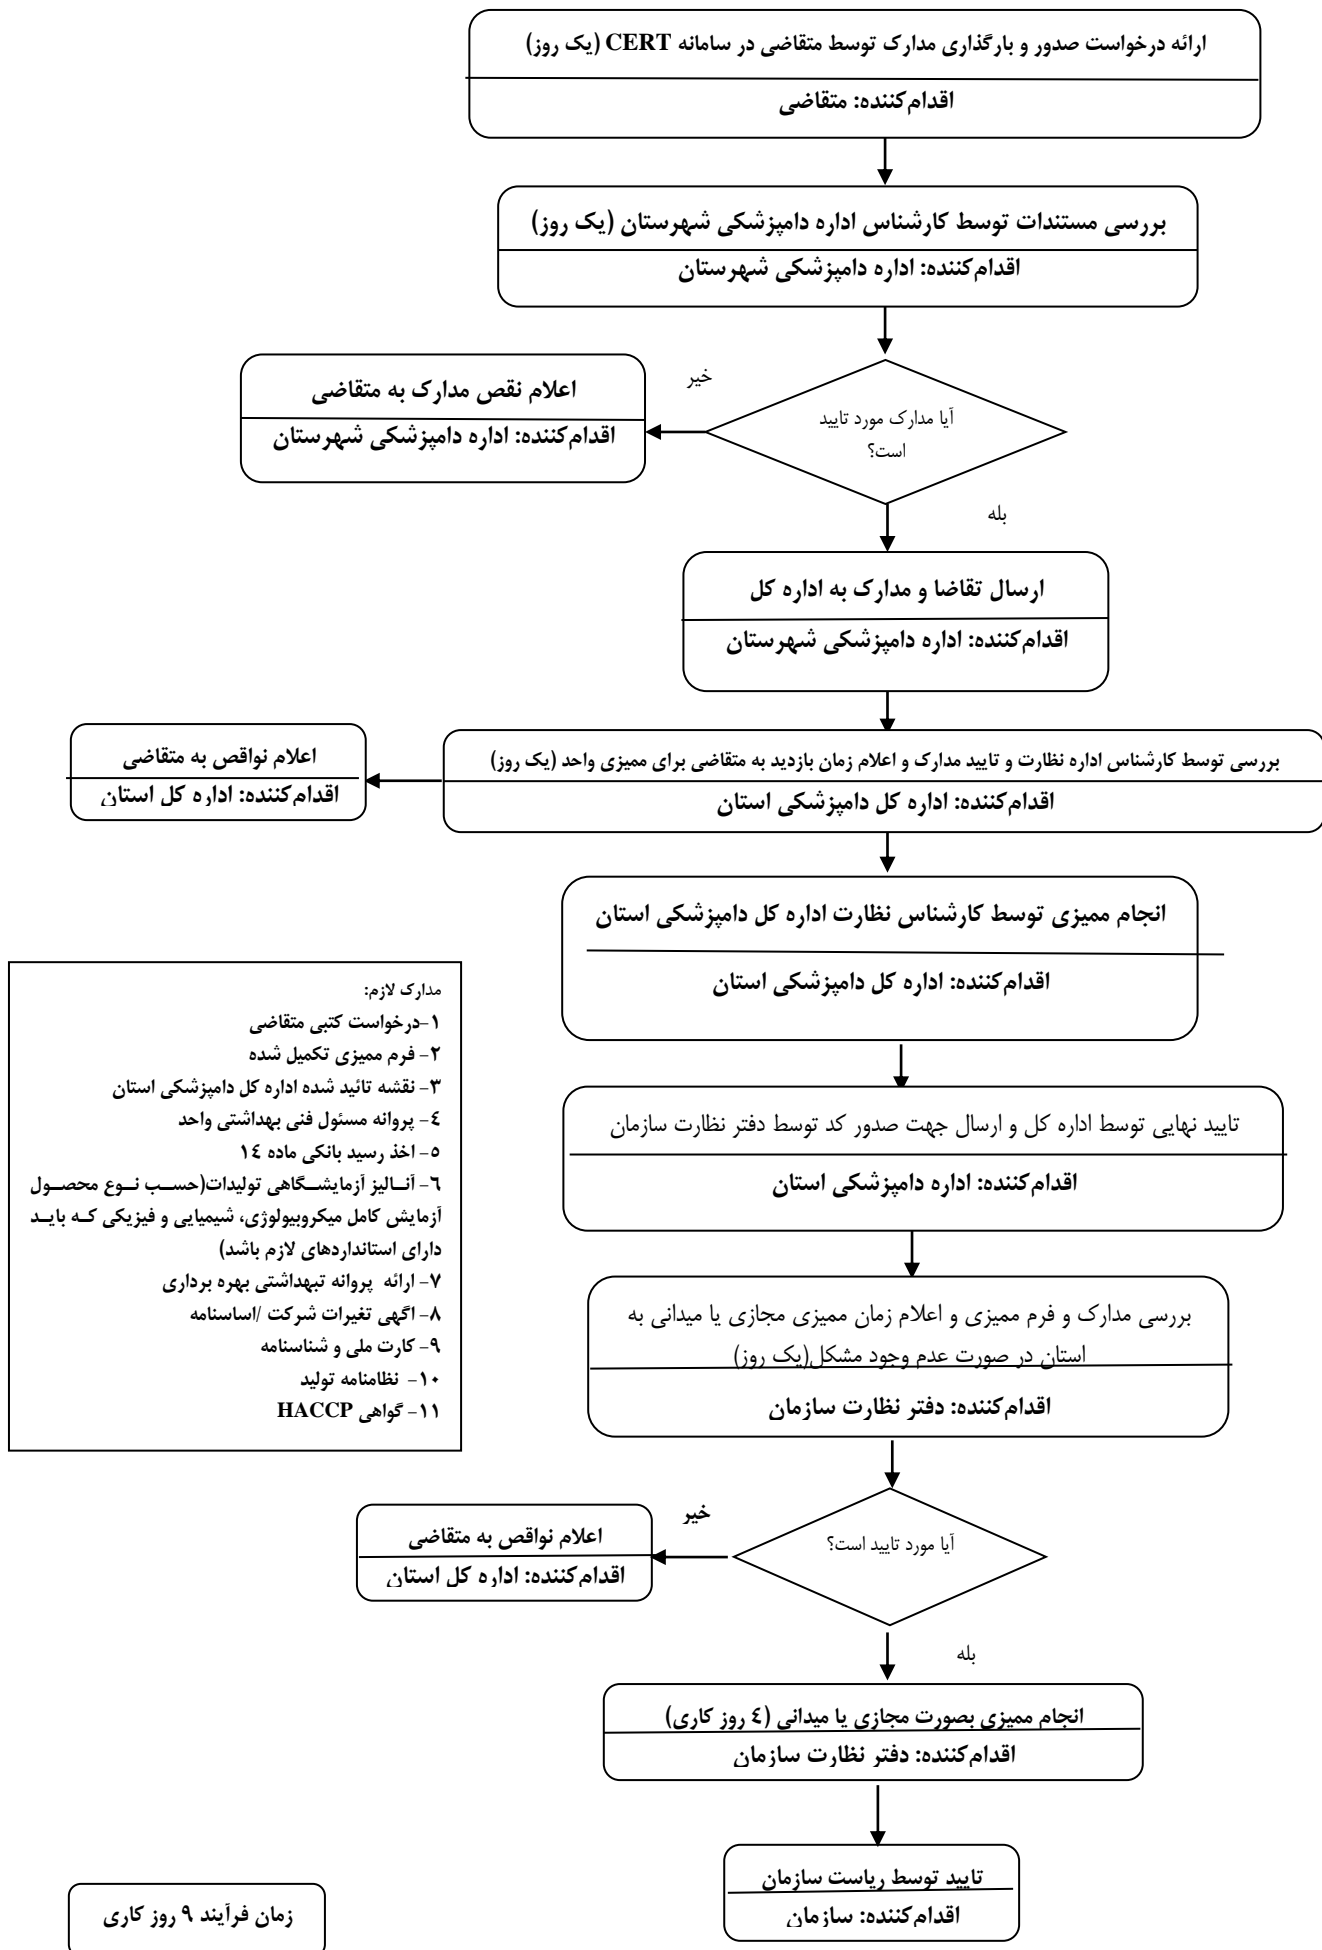 ارائه درخواست صدور و بارگذاری مدارک توسط متقاضی در سامانه CERT (یک روز)
اقدام‌کننده: متقاضی
بررسی مستندات توسط کارشناس اداره دامپزشکی شهرستان (یک روز)
اقدام‌کننده: اداره دامپزشکی شهرستان
آیا مدارک مورد تایید
است؟
خیر
اعلام نقص مدارک به متقاضی
اقدام‌کننده: اداره دامپزشکی شهرستان
بله
ارسال تقاضا و مدارک به اداره کل
اقدام‌کننده: اداره دامپزشکی شهرستان
بررسی توسط کارشناس اداره نظارت و تایید مدارک و اعلام زمان بازدید به متقاضی برای ممیزی واحد (یک روز)
اقدام‌کننده: اداره کل دامپزشکی استان
اعلام نواقص به متقاضی
اقدام‌کننده: اداره کل استان
انجام ممیزی توسط کارشناس نظارت اداره کل دامپزشکی استان
اقدام‌کننده: اداره کل دامپزشکی استان
مدارک لازم:
۱-درخواست کتبی متقاضی
۲- فرم ممیزی تکمیل شده
۳- نقشه تائید شده اداره کل دامپزشکی استان
٤- پروانه مسئول فنی بهداشتی واحد
٥- اخذ رسید بانکی ماده ١٤
٦- آنـالیز آزمایشـگاهی تولیدات(حسـب نـوع محصـول
آزمایش کامل میکروبیولوژی، شیمیایی و فیزیکی کـه بایـد
دارای استانداردهای لازم باشد)
۷- ارائه پروانه تبهداشتی بهره برداری
۸- اگهی تغیرات شرکت /اساسنامه
۹- کارت ملی و شناسنامه
۱۰- نظامنامه تولید
۱۱- گواهی HACCP
تایید نهایی توسط اداره کل و ارسال جهت صدور کد توسط دفتر نظارت سازمان
اقدام‌کننده: اداره دامپزشکی استان
بررسی مدارک و فرم ممیزی و اعلام زمان ممیزی مجازی یا میدانی به
استان در صورت عدم وجود مشکل(یک روز)
اقدام‌کننده: دفتر نظارت سازمان
آیا مورد تایید است؟
خیر
اعلام نواقص به متقاضی
اقدام‌کننده: اداره کل استان
بله
انجام ممیزی بصورت مجازی یا میدانی (٤ روز کاری)
اقدام‌کننده: دفتر نظارت سازمان
تایید توسط ریاست سازمان
اقدام‌کننده: سازمان
زمان فرآیند ۹ روز کاری